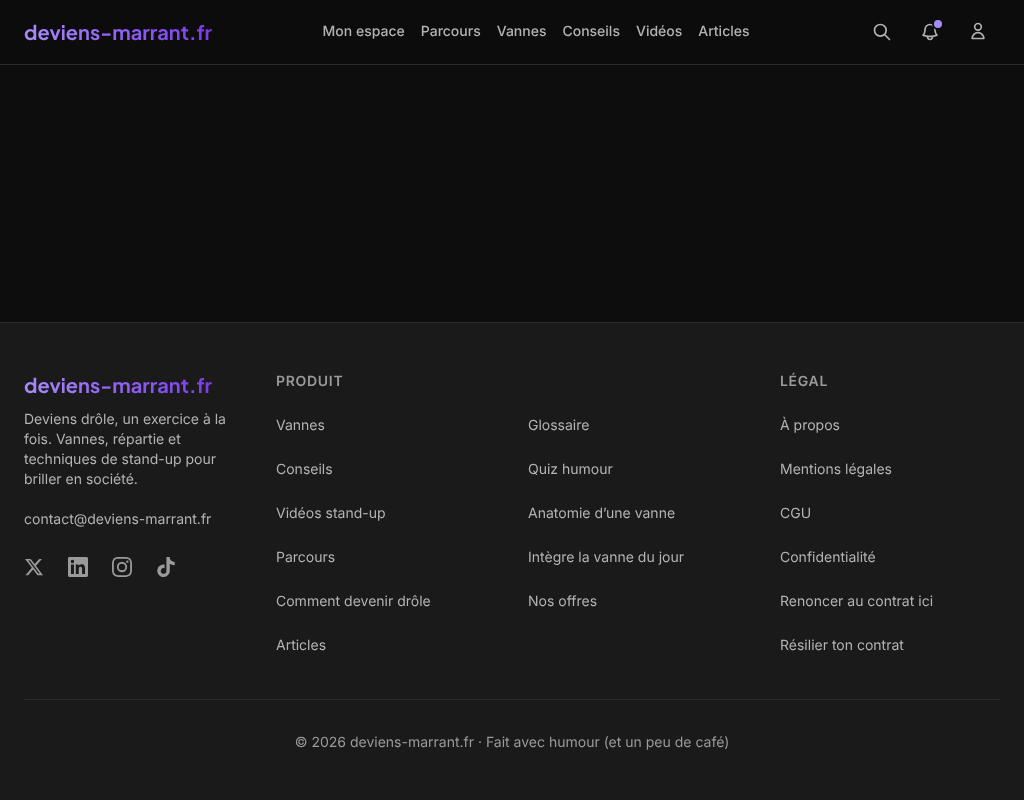 deviens-marrant.fr
Mon espace Parcours Vannes Conseils Vidéos Articles
deviens-marrant.fr
Deviens drôle, un exercice à la
fois. Vannes, répartie et
techniques de stand-up pour
briller en société.
contact@deviens-marrant.fr
PRODUIT
Vannes
Conseils
Vidéos stand-up
Parcours
Comment devenir drôle
Articles
Glossaire
Quiz humour
Anatomie d’une vanne
Intègre la vanne du jour
Nos offres
LÉGAL
À propos
Mentions légales
CGU
Confidentialité
Renoncer au contrat ici
Résilier ton contrat
© 2026 deviens-marrant.fr · Fait avec humour (et un peu de café)